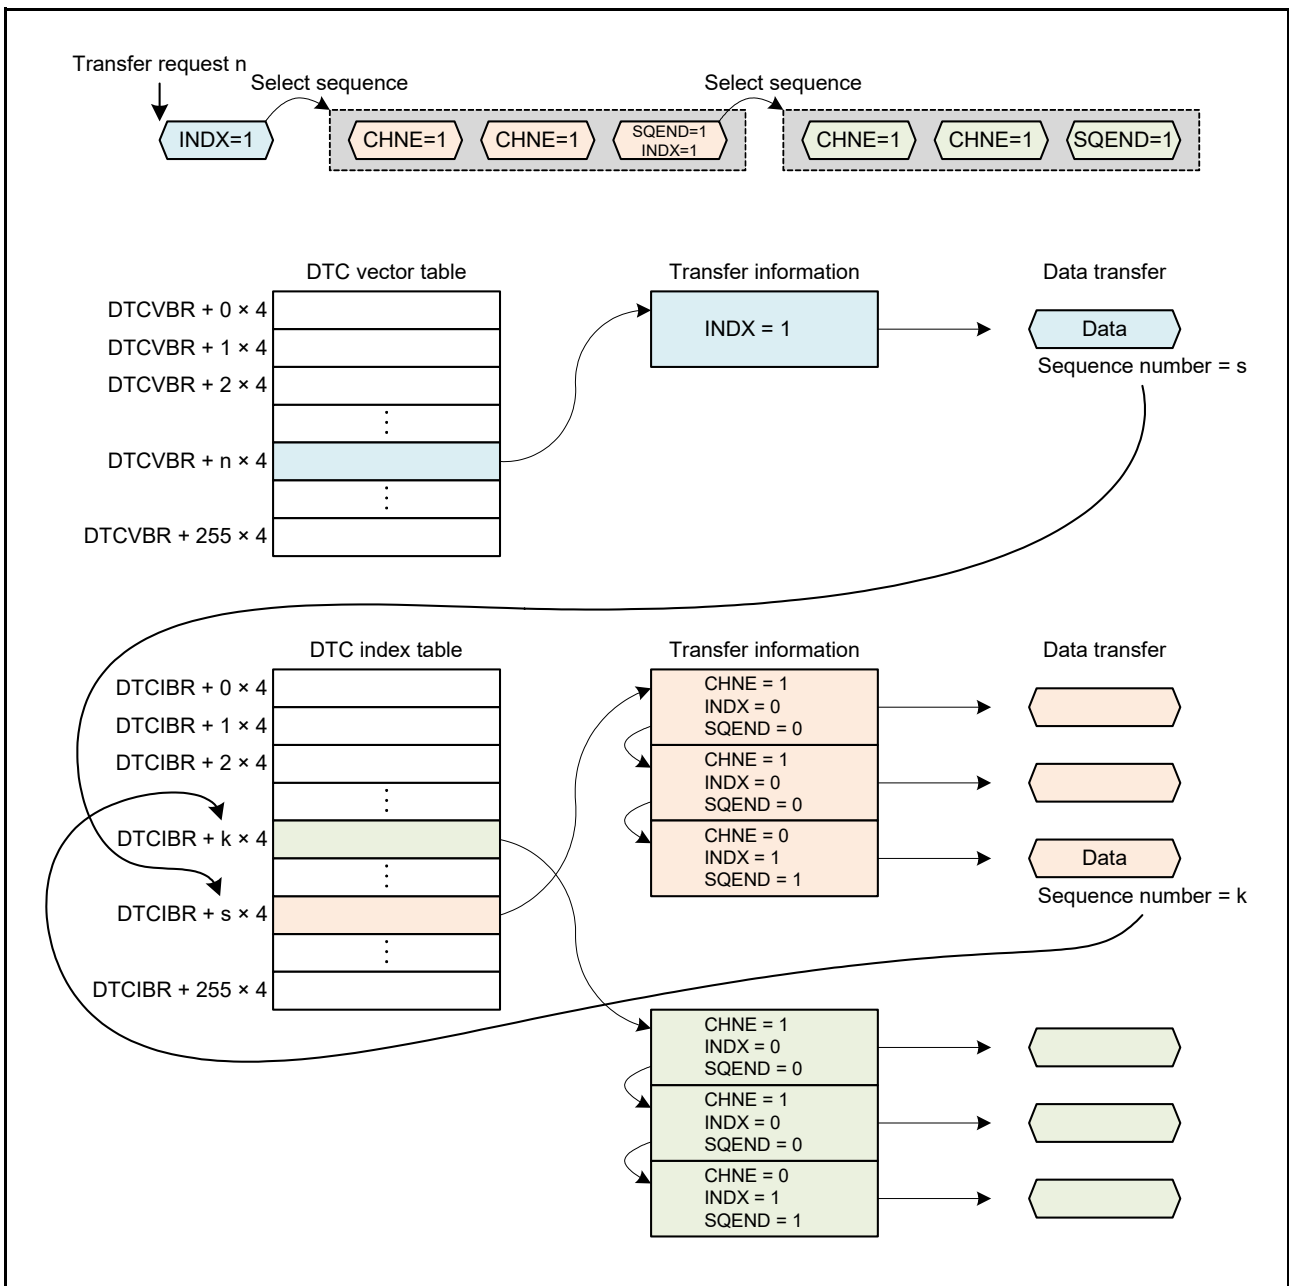 Transfer request n
Select sequence
Select sequence
INDX=1
CHNE=1
CHNE=1
SQEND=1
INDX=1
CHNE=1
CHNE=1
SQEND=1
DTC vector table
Transfer information
Data transfer
DTCVBR + 0 × 4
DTCVBR + 1 × 4
DTCVBR + 2 × 4
⋮
DTCVBR + n × 4
⋮
DTCVBR + 255 × 4
INDX = 1
Data
Sequence number = s
DTC index table
Transfer information
Data transfer
DTCIBR + 0 × 4
DTCIBR + 1 × 4
DTCIBR + 2 × 4
⋮
DTCIBR + k × 4
⋮
DTCIBR + s × 4
⋮
DTCIBR + 255 × 4
CHNE = 1
INDX = 0
SQEND = 0
CHNE = 1
INDX = 0
SQEND = 0
CHNE = 0
INDX = 1
SQEND = 1
Data
Sequence number = k
CHNE = 1
INDX = 0
SQEND = 0
CHNE = 1
INDX = 0
SQEND = 0
CHNE = 0
INDX = 1
SQEND = 1